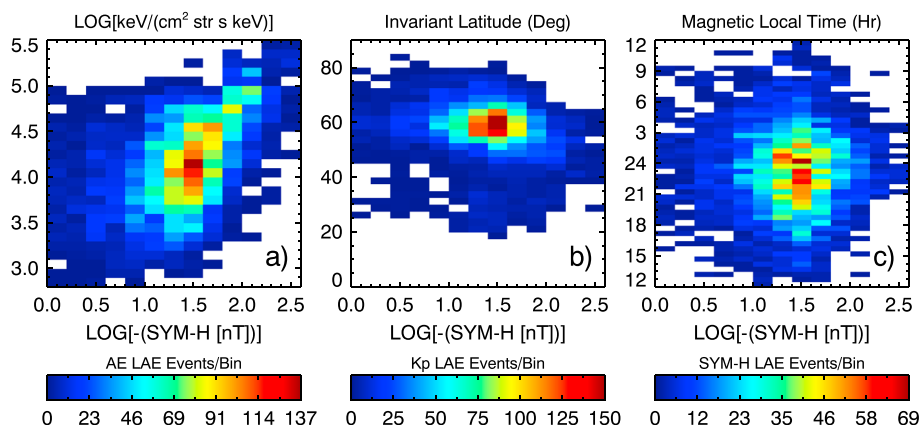 LOG[keV/(cm² str s keV)]
Invariant Latitude (Deg)
Magnetic Local Time (Hr)
5.5
5.0
4.5
4.0
3.5
3.0
a)
0.0 0.5 1.0 1.5 2.0 2.5
LOG[-(SYM-H [nT])]
80
60
40
20
0
b)
0.0 0.5 1.0 1.5 2.0 2.5
LOG[-(SYM-H [nT])]
12
9
6
3
24
21
18
15
12
c)
0.0 0.5 1.0 1.5 2.0 2.5
LOG[-(SYM-H [nT])]
AE LAE Events/Bin
0 23 46 69 91 114 137
Kp LAE Events/Bin
0 25 50 75 100 125 150
SYM-H LAE Events/Bin
0 12 24 36 48 60 69